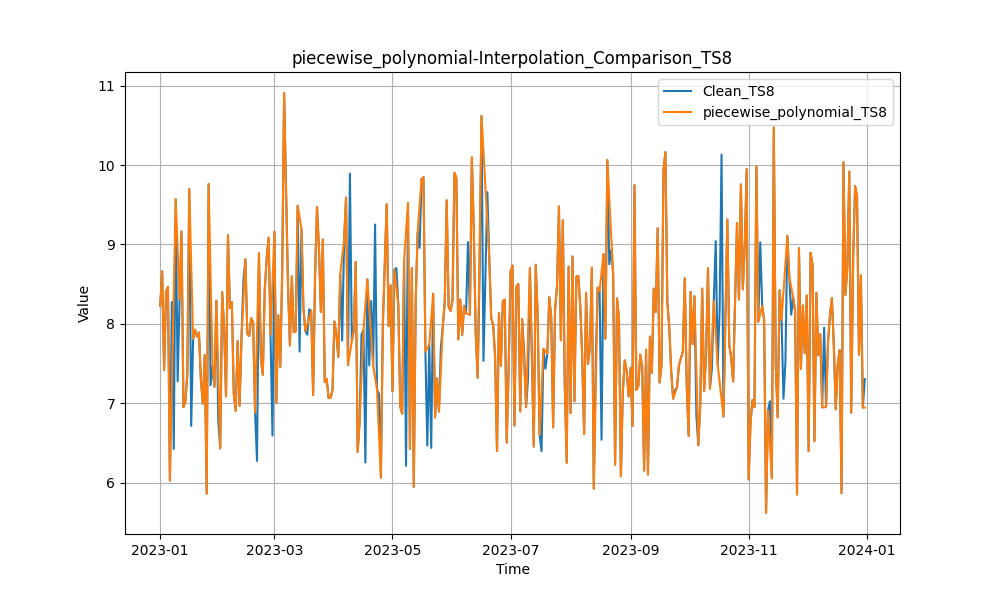 piecewise_polynomial-Interpolation_Comparison_TS8
Clean_TS8
piecewise_polynomial_TS8
11
10
9
8
7
6
Value
2023-01
2023-03
2023-05
2023-07
2023-09
2023-11
2024-01
Time